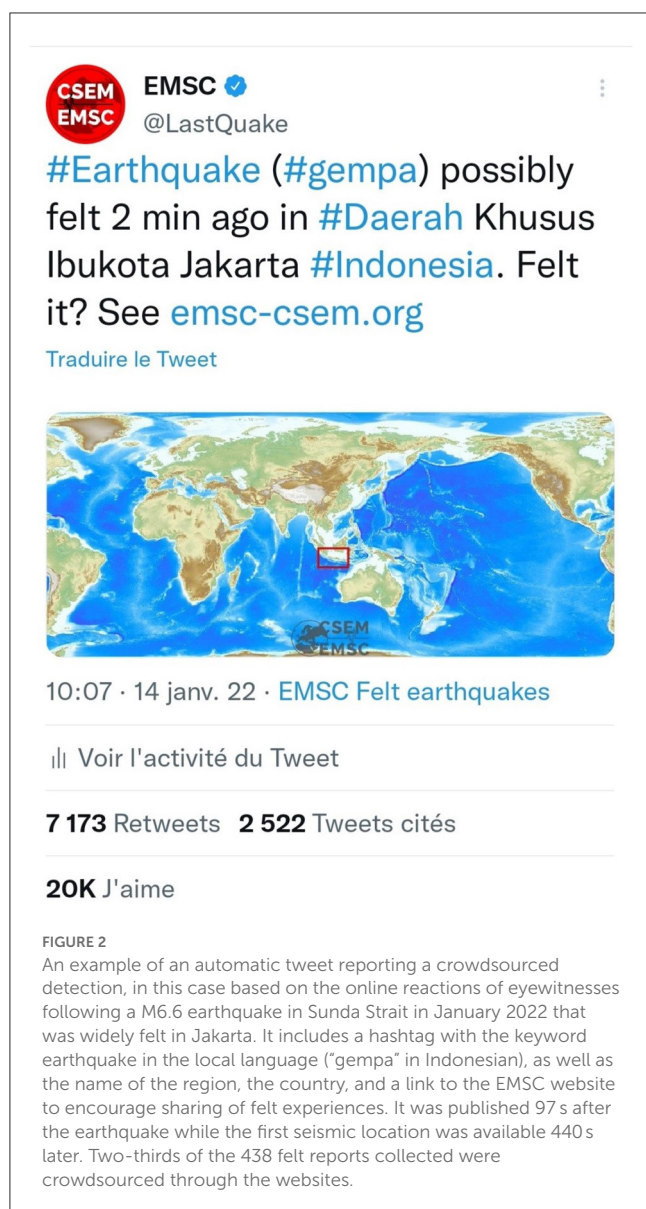 CSEM
EMSC
EMSC
@LastQuake
#Earthquake (#gempa) possibly
felt 2 min ago in #Daerah Khusus
Ibukota Jakarta #Indonesia. Felt
it? See emsc-csem.org
Traduire le Tweet
CSEM
EMSC
10:07 · 14 janv. 22 · EMSC Felt earthquakes
Voir l'activité du Tweet
7 173 Retweets 2 522 Tweets cités
20K J'aime
FIGURE 2
An example of an automatic tweet reporting a crowdsourced
detection, in this case based on the online reactions of eyewitnesses
following a M6.6 earthquake in Sunda Strait in January 2022 that
was widely felt in Jakarta. It includes a hashtag with the keyword
earthquake in the local language (“gempa” in Indonesian), as well as
the name of the region, the country, and a link to the EMSC website
to encourage sharing of felt experiences. It was published 97 s after
the earthquake while the first seismic location was available 440 s
later. Two-thirds of the 438 felt reports collected were
crowdsourced through the websites.